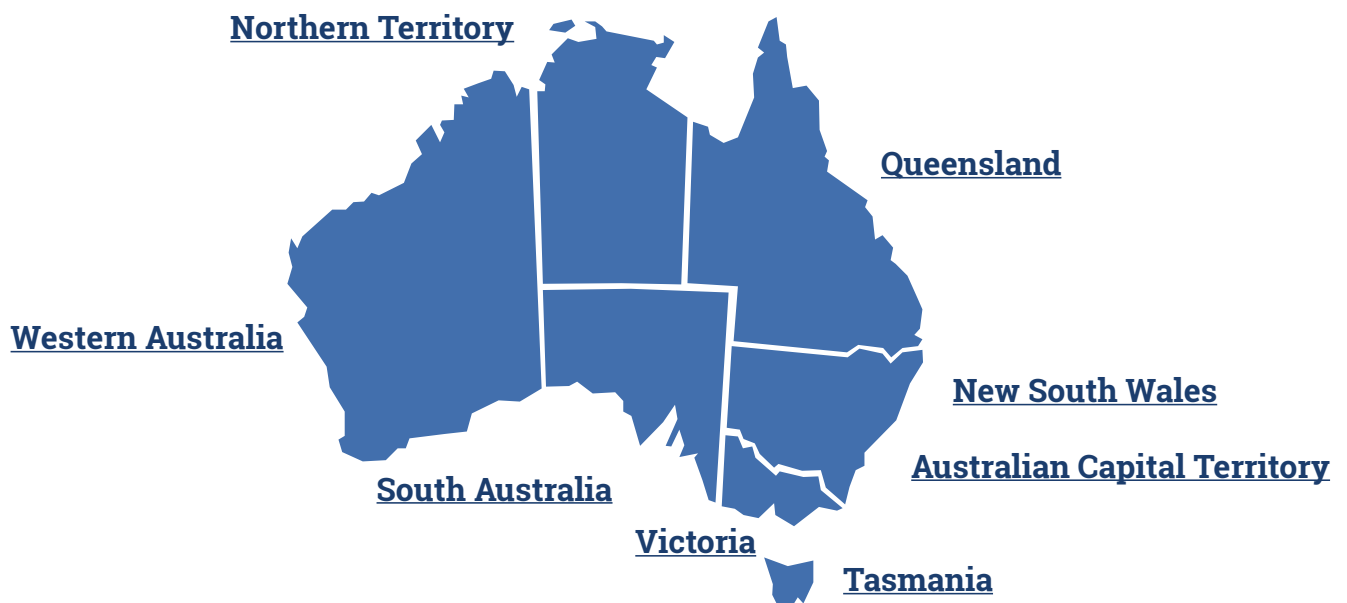 Northern Territory
Queensland
Western Australia
New South Wales
Australian Capital Territory
South Australia
Victoria
Tasmania